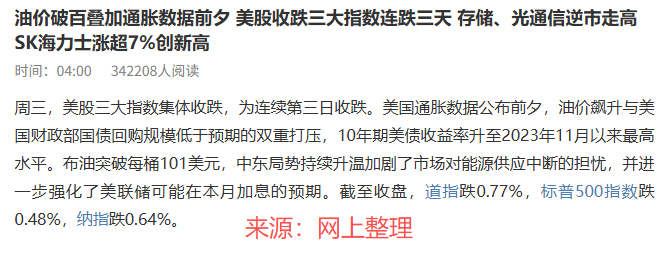 油价破百叠加通胀数据前夕 美股收跌三大指数连跌三天 存储、光通信逆市走高
SK海力士涨超7%创新高
时间：04:00 342208人阅读
周三，美股三大指数集体收跌，为连续第三日收跌。美国通胀数据公布前夕，油价飙升与美
国财政部国债回购规模低于预期的双重打压，10年期美债收益率升至2023年11月以来最高
水平。布油突破每桶101美元，中东局势持续升温加剧了市场对能源供应中断的担忧，并进
一步强化了美联储可能在本月加息的预期。截至收盘，道指跌0.77%，标普500指数跌
0.48%，纳指跌0.64%。
来源：网上整理